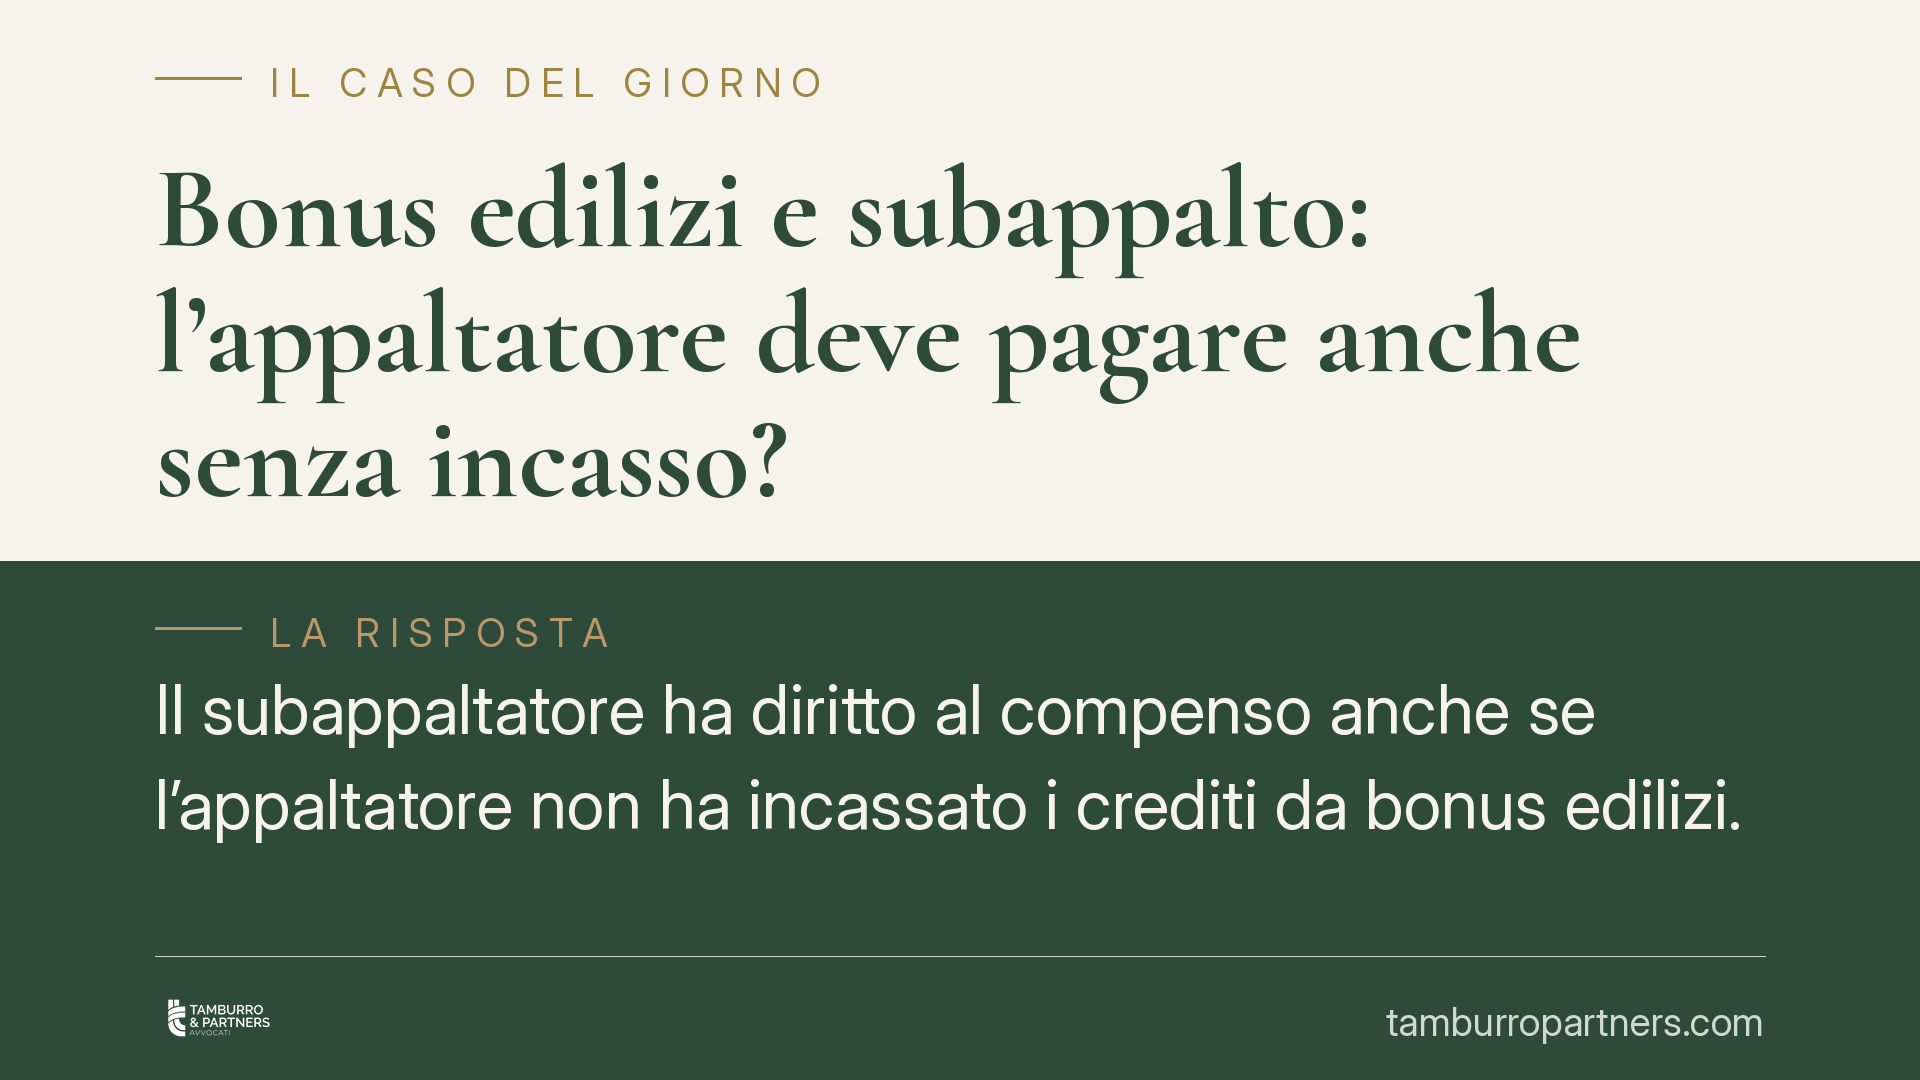 IL CASO DEL GIORNO
Bonus edilizi e subappalto:
l’appaltatore deve pagare anche
senza incasso?
LA RISPOSTA
Il subappaltatore ha diritto al compenso anche se
l’appaltatore non ha incassato i crediti da bonus edilizi.
TAMBURRO
& PARTNERS
AVVOCATI
tamburropartners.com